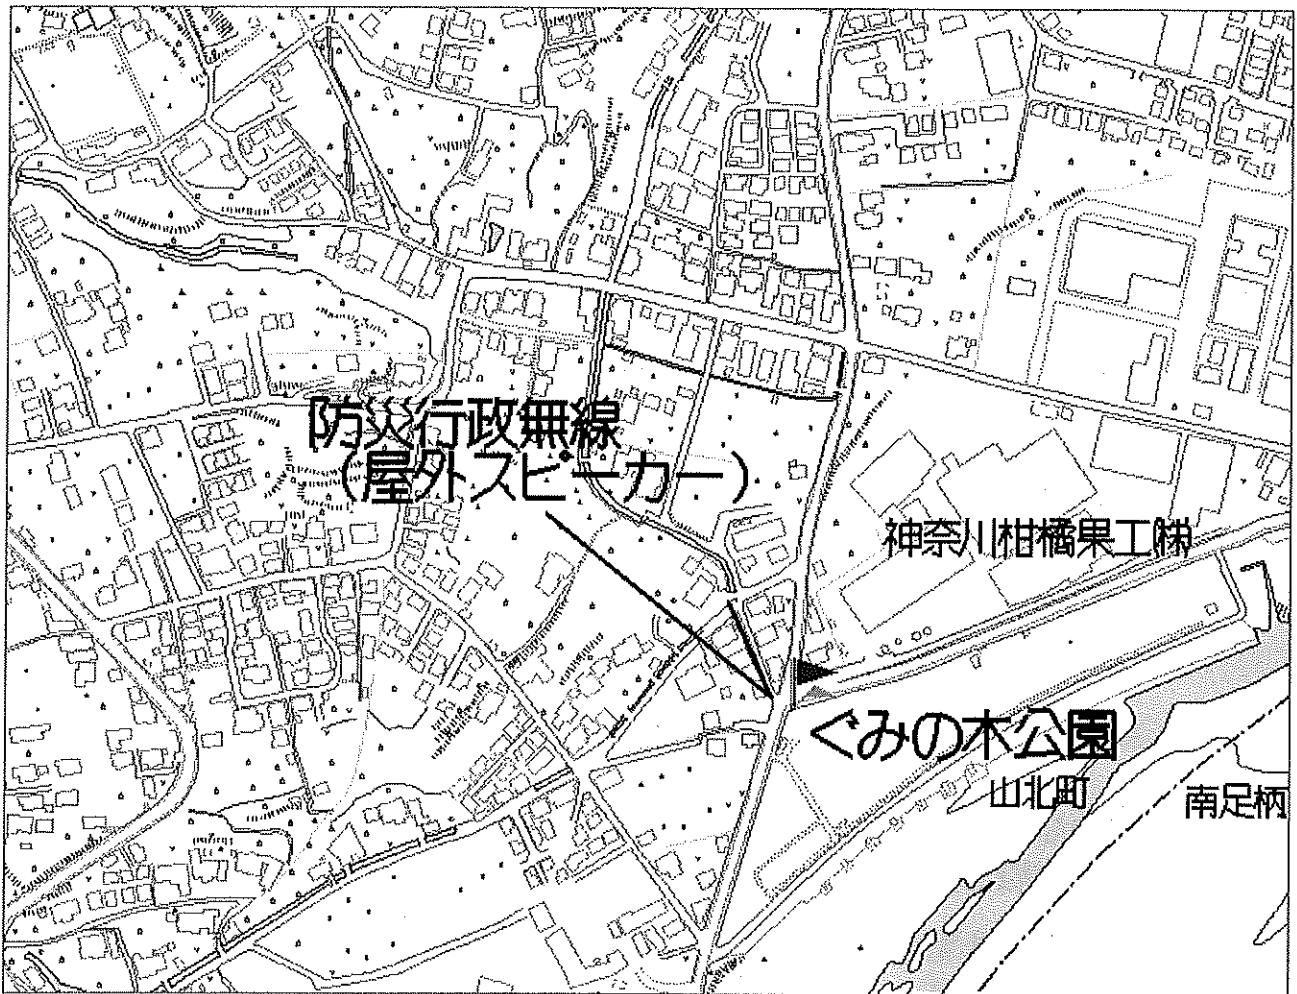 防災行政無線
（屋外スピーカー）
神奈川柑橘果工㈱
ぐみの木公園
山北町
南足柄